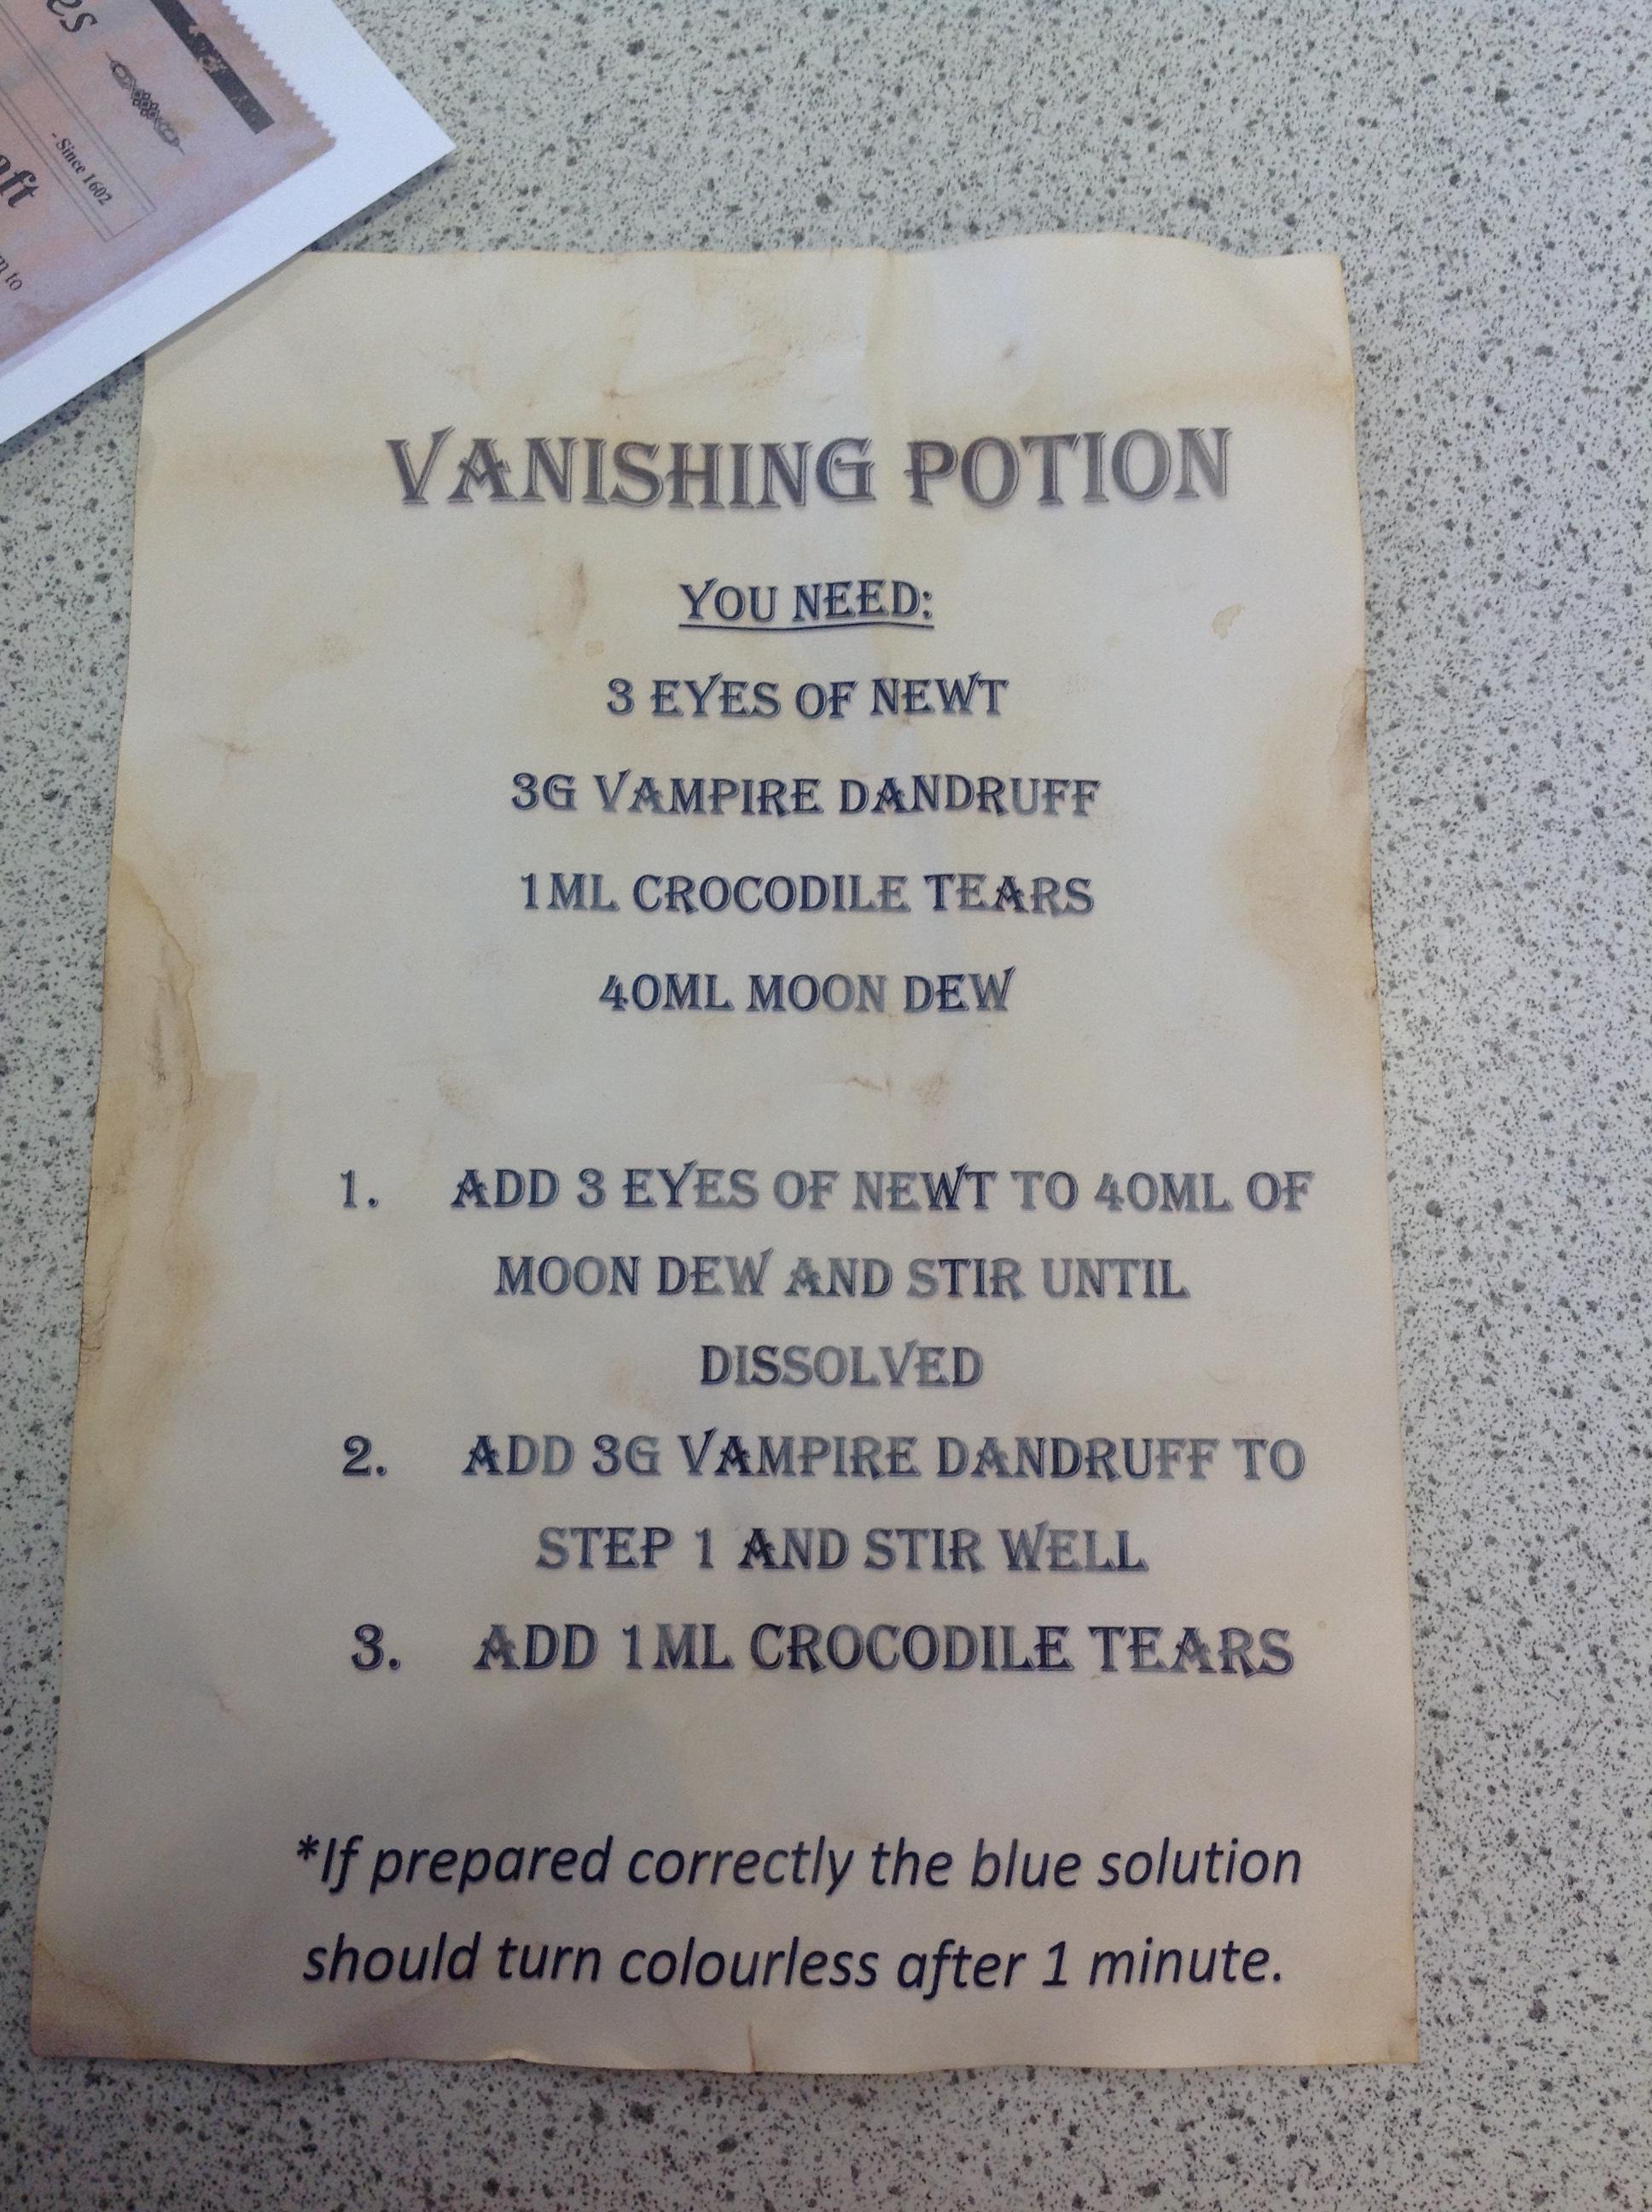 es
- Since 1602
aft
to
VANISHING POTION
YOU NEED:
3 EYES OF NEWT
3G VAMPIRE DANDRUFF
1ML CROCODILE TEARS
40ML MOON DEW
1. ADD 3 EYES OF NEWT TO 40ML OF
MOON DEW AND STIR UNTIL
DISSOLVED
2. ADD 3G VAMPIRE DANDRUFF TO
STEP 1 AND STIR WELL
3. ADD 1ML CROCODILE TEARS
*If prepared correctly the blue solution
should turn colourless after 1 minute.